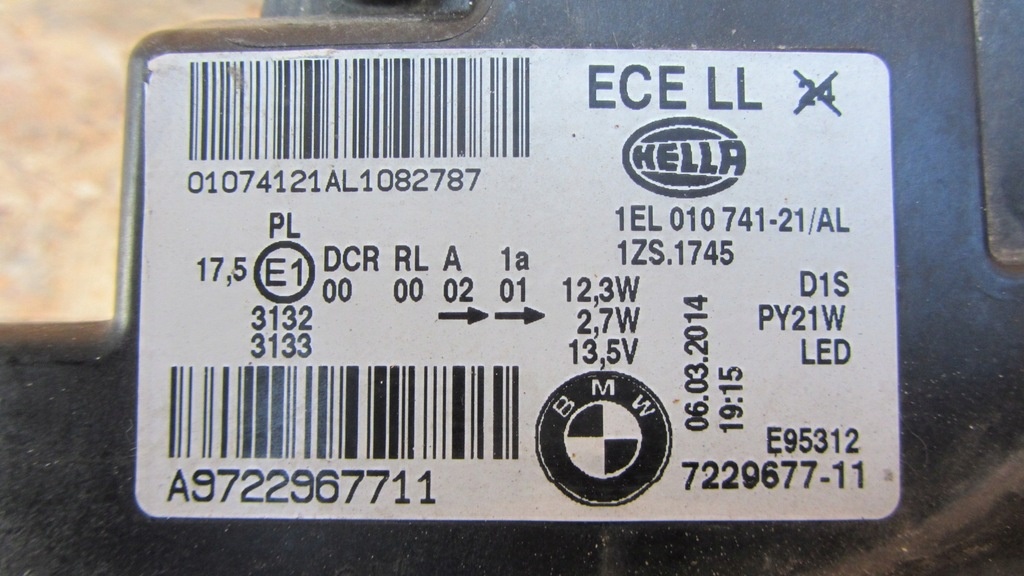 ECE LL 24
HELLA
01074121AL1082787
1EL 010 741-21/AL
1ZS.1745
PL
17,5 E1 DCR RL A 1a
00 00 02 01
3132
3133
12,3W
2,7W
13,5V
06.03.2014
19:15
D1S
PY21W
LED
BMW
E95312
A9722967711
7229677-11